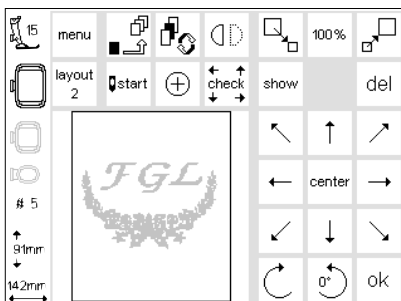 15 menu 100%
layout
2 start check show del
FGL
center
# 5
91mm
142mm 0° ok